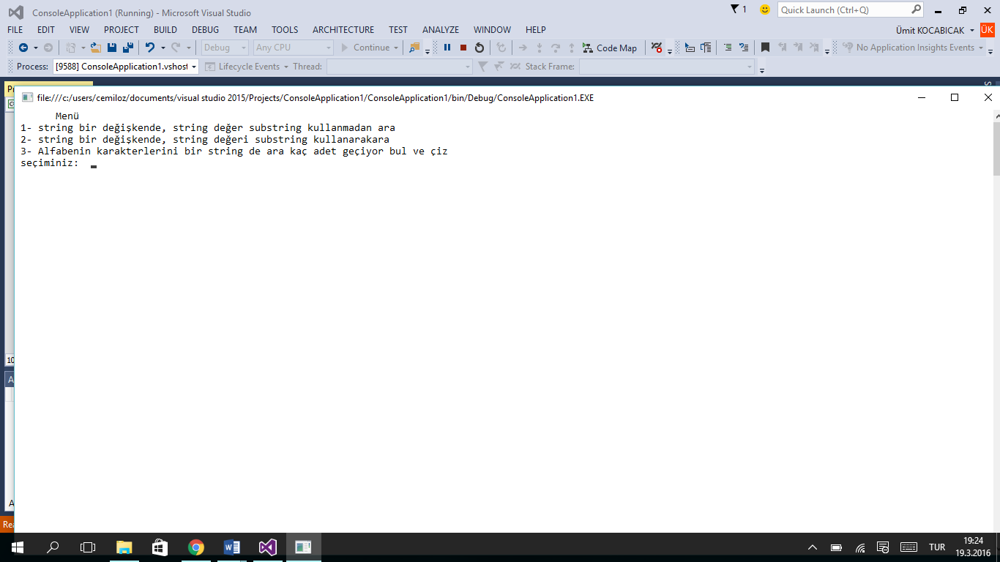 ConsoleApplication1 (Running) - Microsoft Visual Studio
1
Quick Launch (Ctrl+Q)
FILE EDIT VIEW PROJECT BUILD DEBUG TEAM TOOLS ARCHITECTURE TEST ANALYZE WINDOW HELP
Ümit KOCABICAK
ÜK
Debug Any CPU Continue Code Map No Application Insights Events
Process: [9588] ConsoleApplication1.vshost Lifecycle Events Thread: Stack Frame:
file:///c:/users/cemiloz/documents/visual studio 2015/Projects/ConsoleApplication1/ConsoleApplication1/bin/Debug/ConsoleApplication1.EXE
Menü
1- string bir değişkende, string değer substring kullanmadan ara
2- string bir değişkende, string değeri substring kullanarakara
3- Alfabenin karakterlerini bir string de ara kaç adet geçiyor bul ve çiz
seçiminiz:
10
A
TUR
19:24
19.3.2016